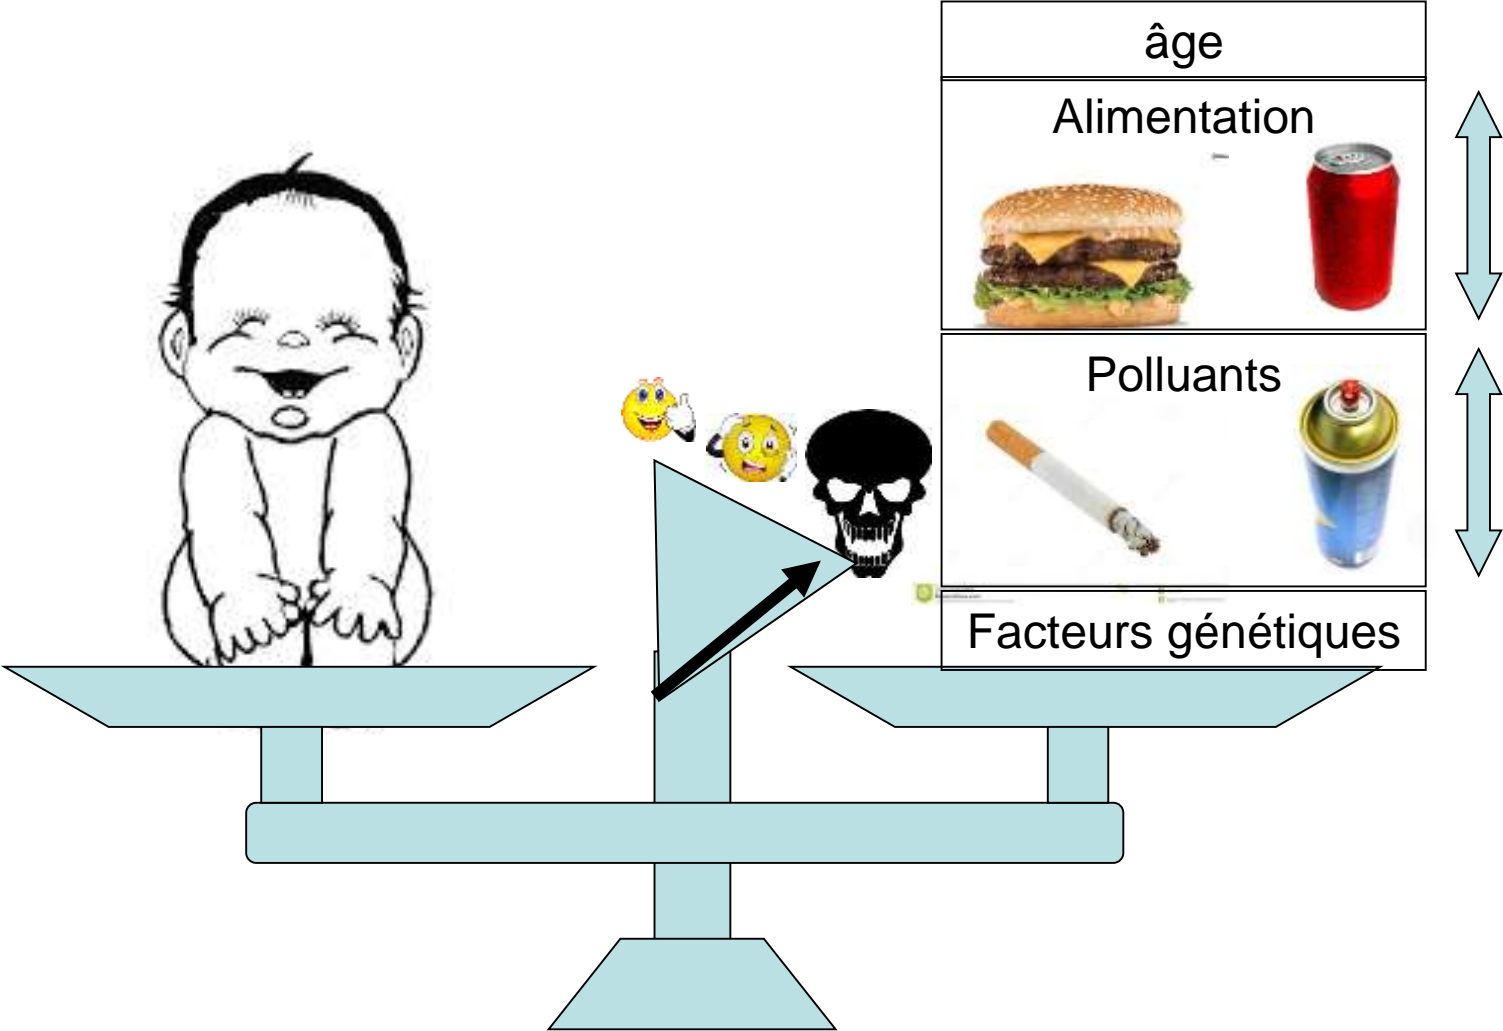 âge
Alimentation
Polluants
Facteurs génétiques